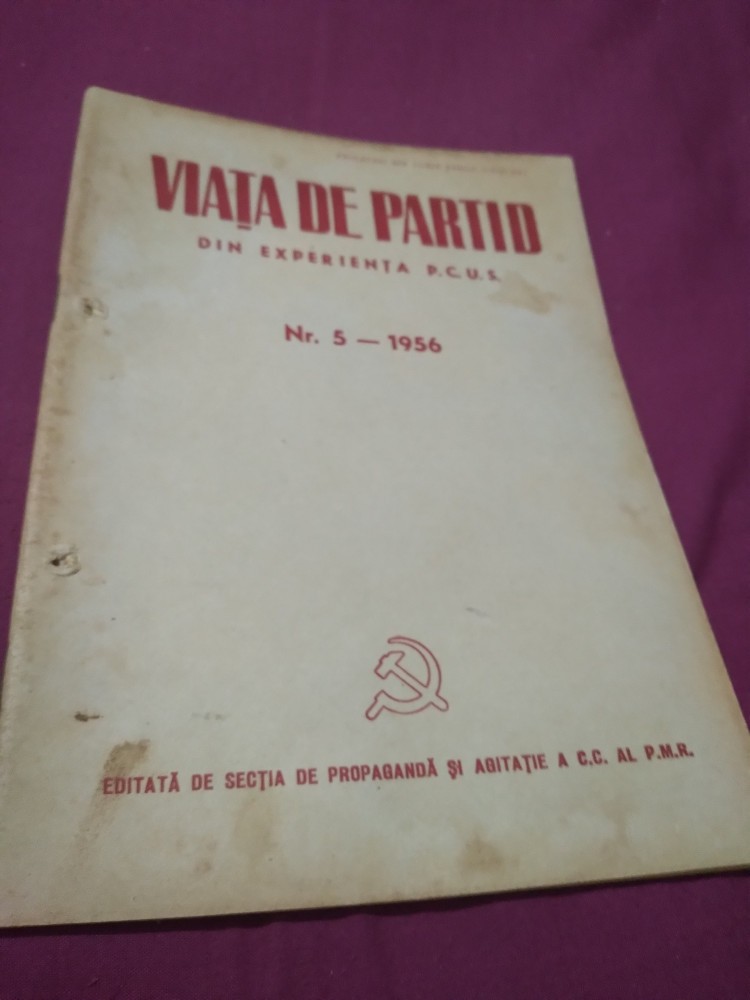 VIAȚA DE PARTID
DIN EXPERIENȚA P.C.U.S.
Nr. 5 — 1956
EDITATĂ DE SECȚIA DE PROPAGANDĂ ȘI AGITAȚIE A C.C. AL P.M.R.